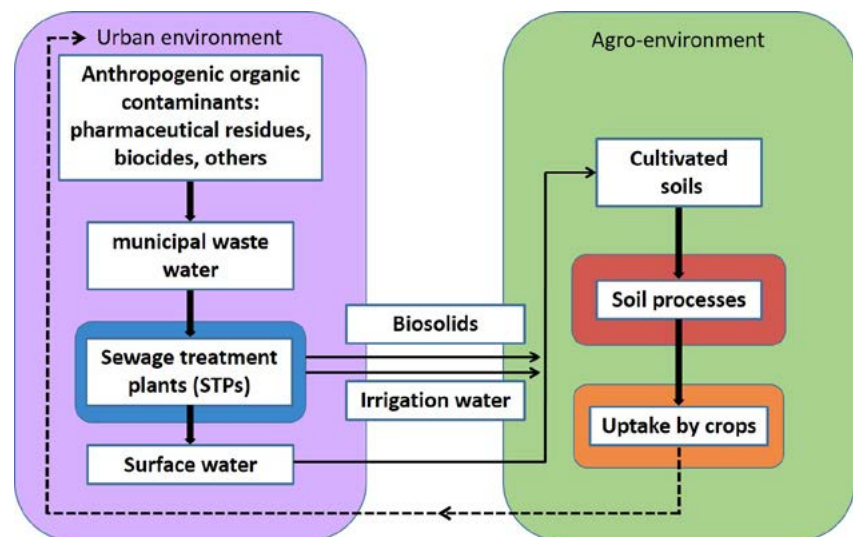 Urban environment
Anthropogenic organic
contaminants:
pharmaceutical residues,
biocides, others
municipal waste
water
Sewage treatment
plants (STPs)
Surface water
Biosolids
Irrigation water
Agro-environment
Cultivated
soils
Soil processes
Uptake by crops